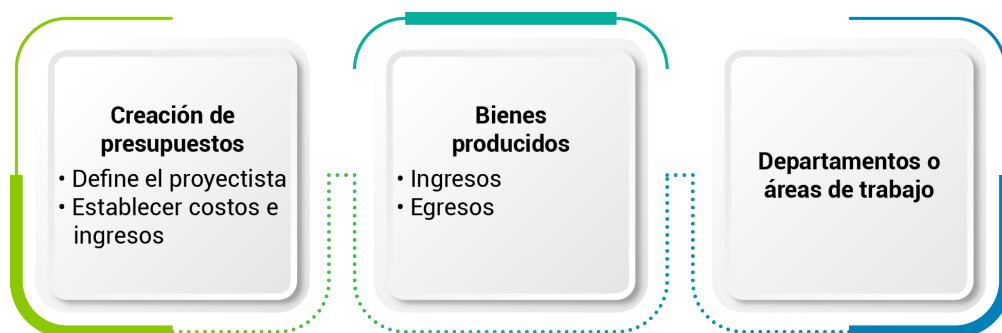 Creación de
presupuestos
• Define el proyectista
• Establecer costos e
ingresos
Bienes
producidos
• Ingresos
• Egresos
Departamentos o
áreas de trabajo